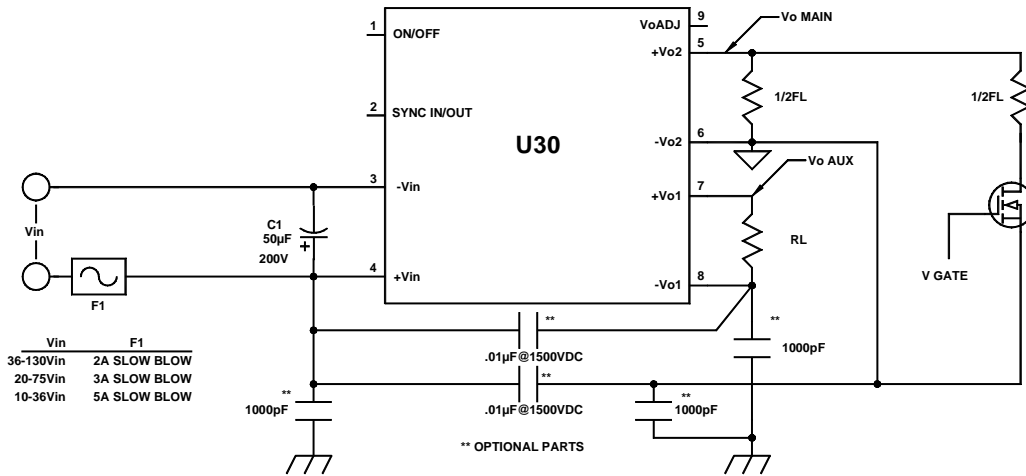 1
ON/OFF
VoADJ
9
Vo MAIN
+Vo2
5
1/2FL
1/2FL
2
SYNC IN/OUT
U30
-Vo2
6
Vo AUX
3
-Vin
+Vo1
7
Vin
C1
50µF
+
200V
RL
V GATE
4
+Vin
-Vo1
8
F1
**
**
Vin F1
36-130Vin 2A SLOW BLOW
20-75Vin 3A SLOW BLOW
10-36Vin 5A SLOW BLOW
.01µF@1500VDC
1000pF
**
**
**
1000pF
.01µF@1500VDC
1000pF
** OPTIONAL PARTS